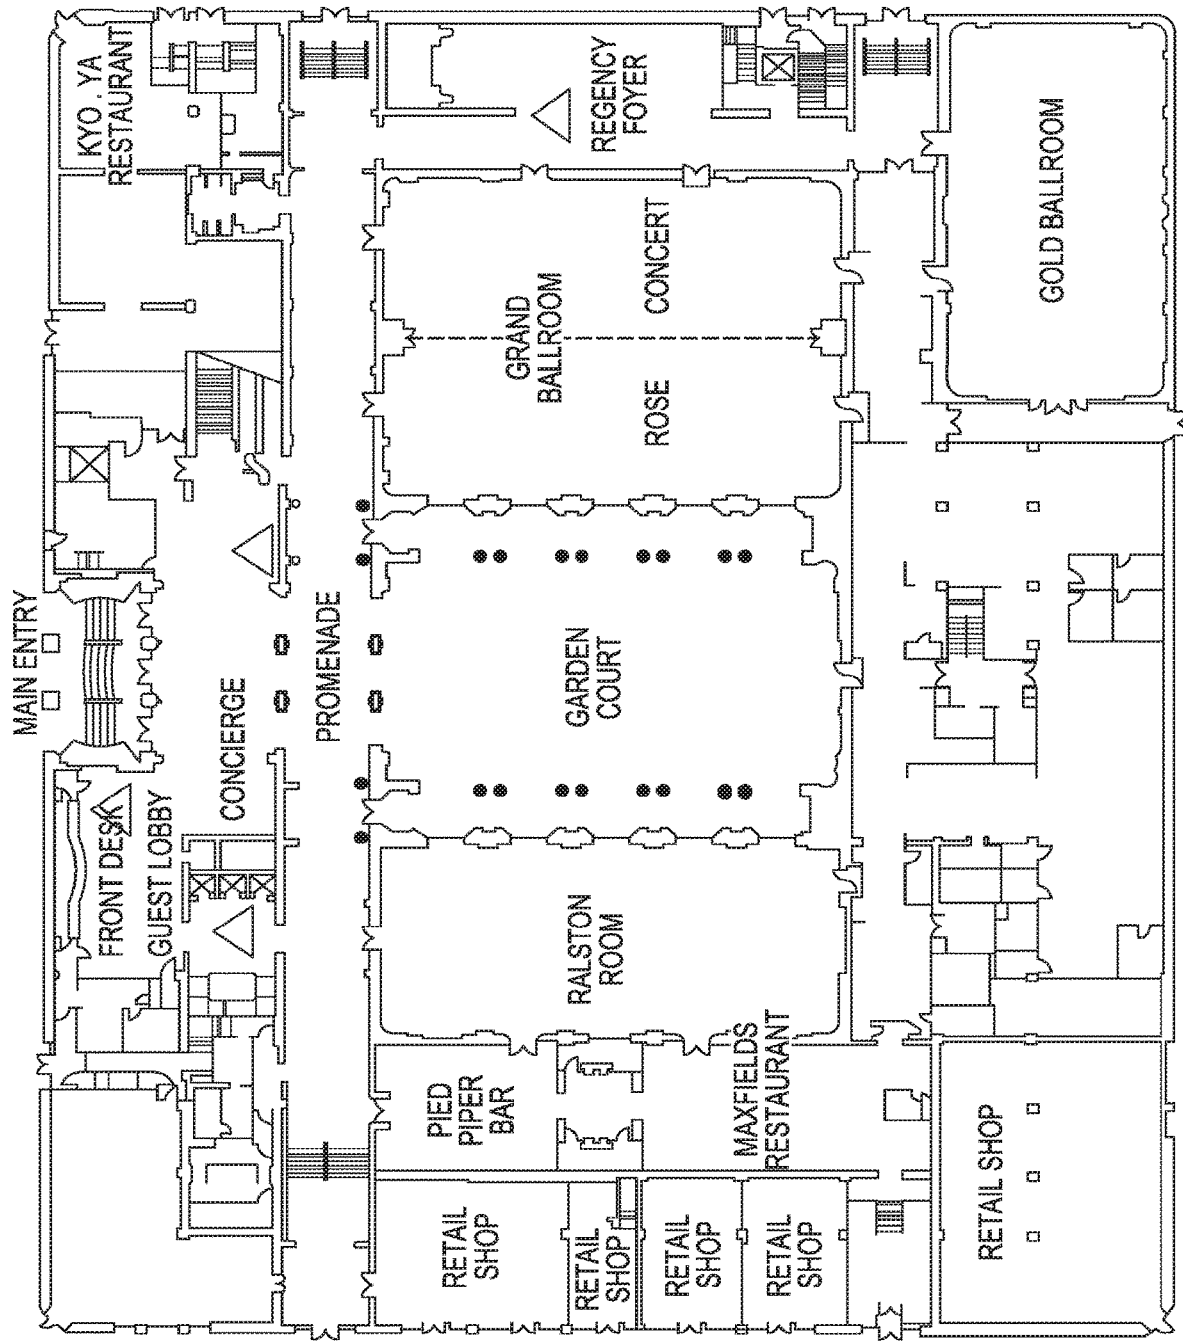 KYO . YA
RESTAURANT
REGENCY
FOYER
GOLD BALLROOM
GRAND
BALLROOM
CONCERT
ROSE
MAIN ENTRY
PROMENADE
GARDEN
COURT
CONCIERGE
FRONT DESK
GUEST LOBBY
RALSTON
ROOM
PIED
PIPER
BAR
MAXFIELDS
RESTAURANT
RETAIL
SHOP
RETAIL
SHOP
RETAIL
SHOP
RETAIL
SHOP
RETAIL SHOP